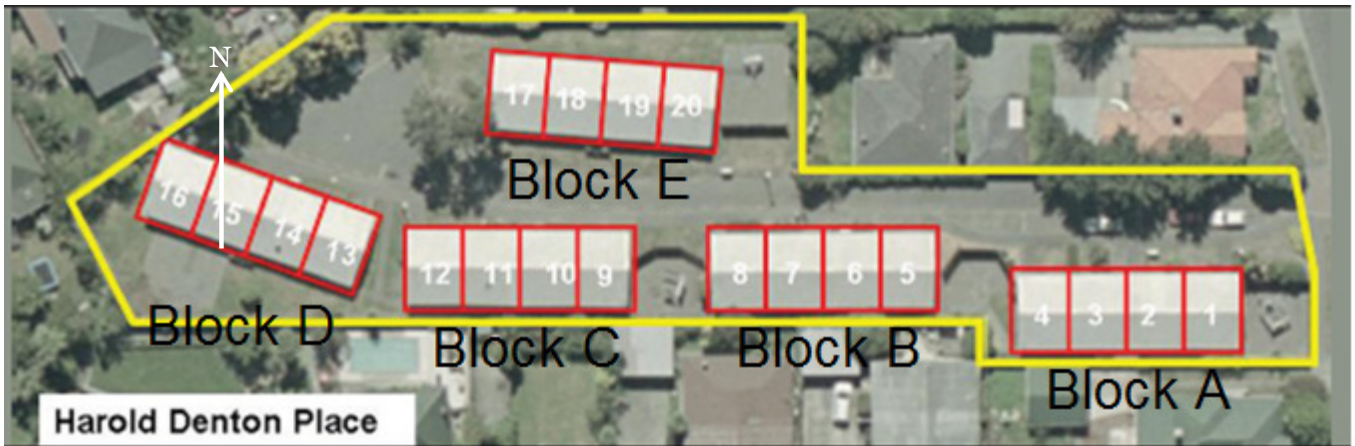 N
17 18 19 20
Block E
16 15 14 13
12 11 10 9
8 7 6 5
4 3 2 1
Block D
Block C
Block B
Block A
Harold Denton Place